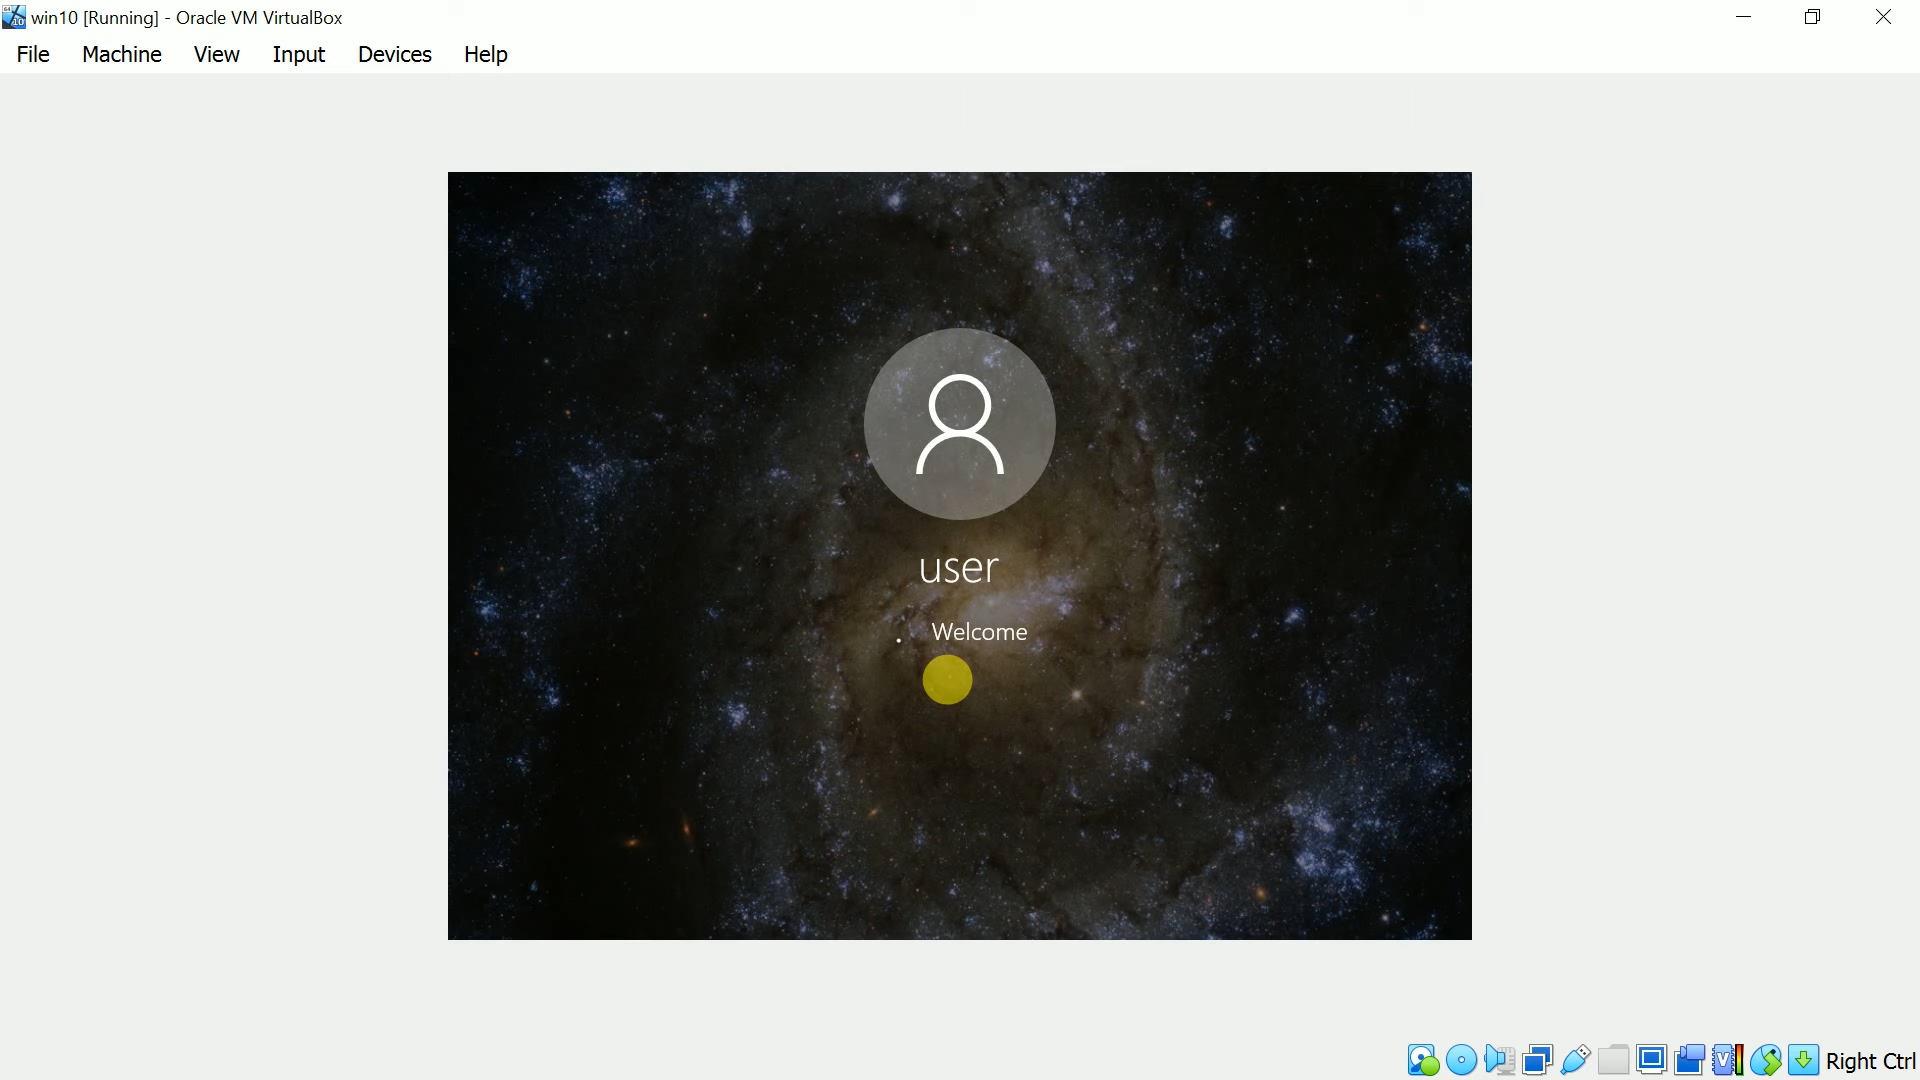 win10 [Running] - Oracle VM VirtualBox
File Machine View Input Devices Help
user
Welcome
Right Ctrl